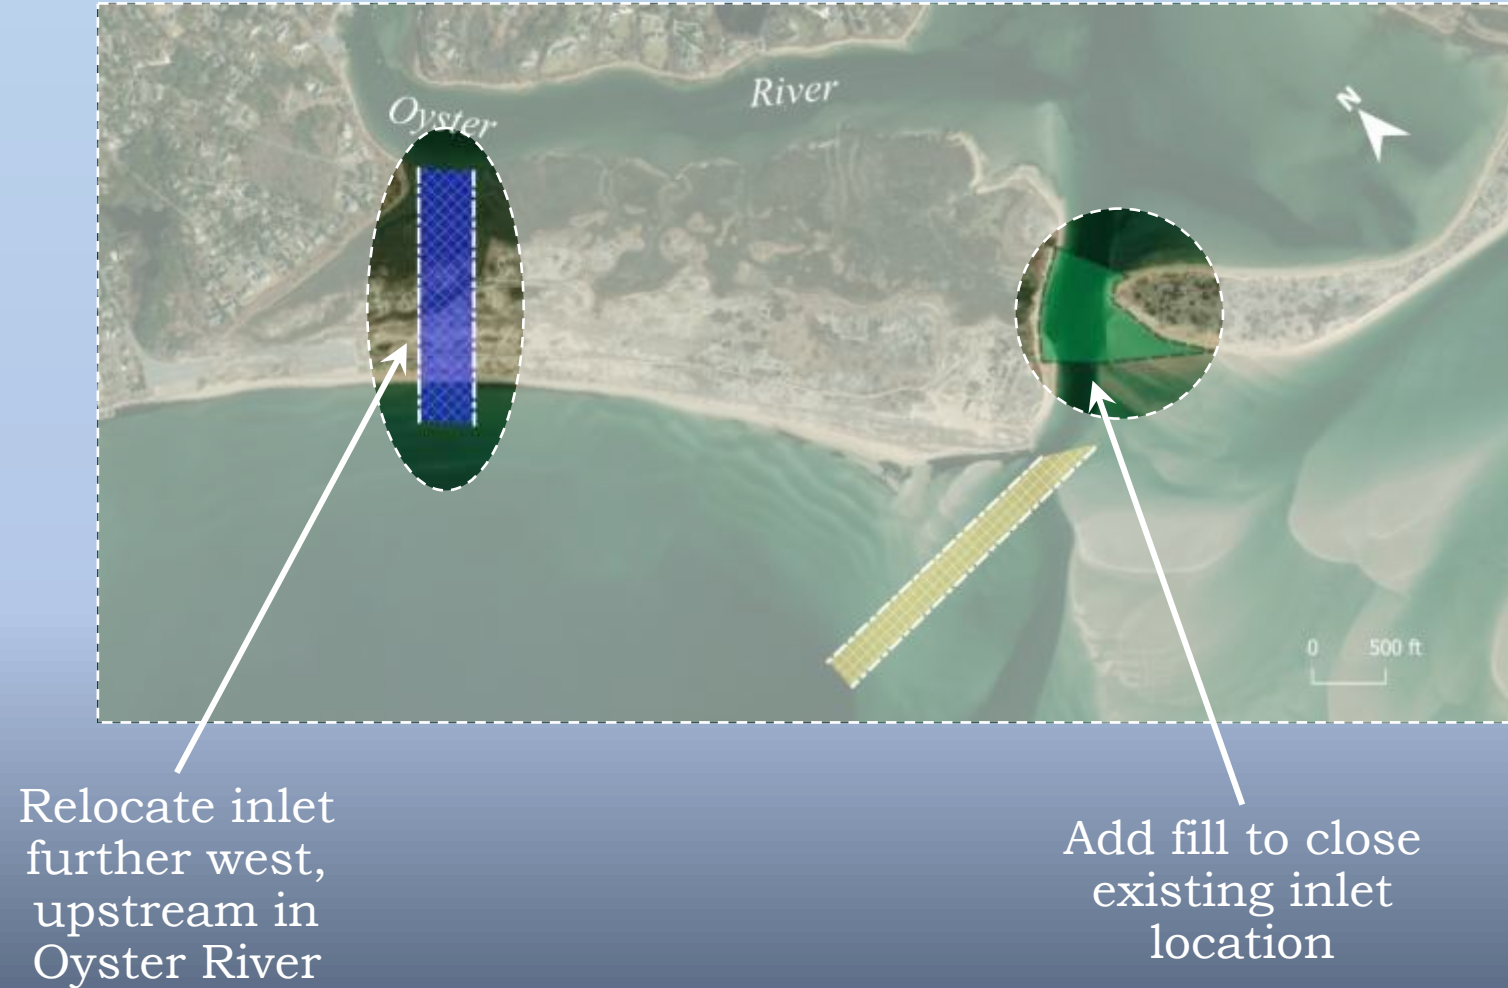 River
Oyster
N
0 500 ft
Relocate inlet
further west,
upstream in
Oyster River
Add fill to close
existing inlet
location